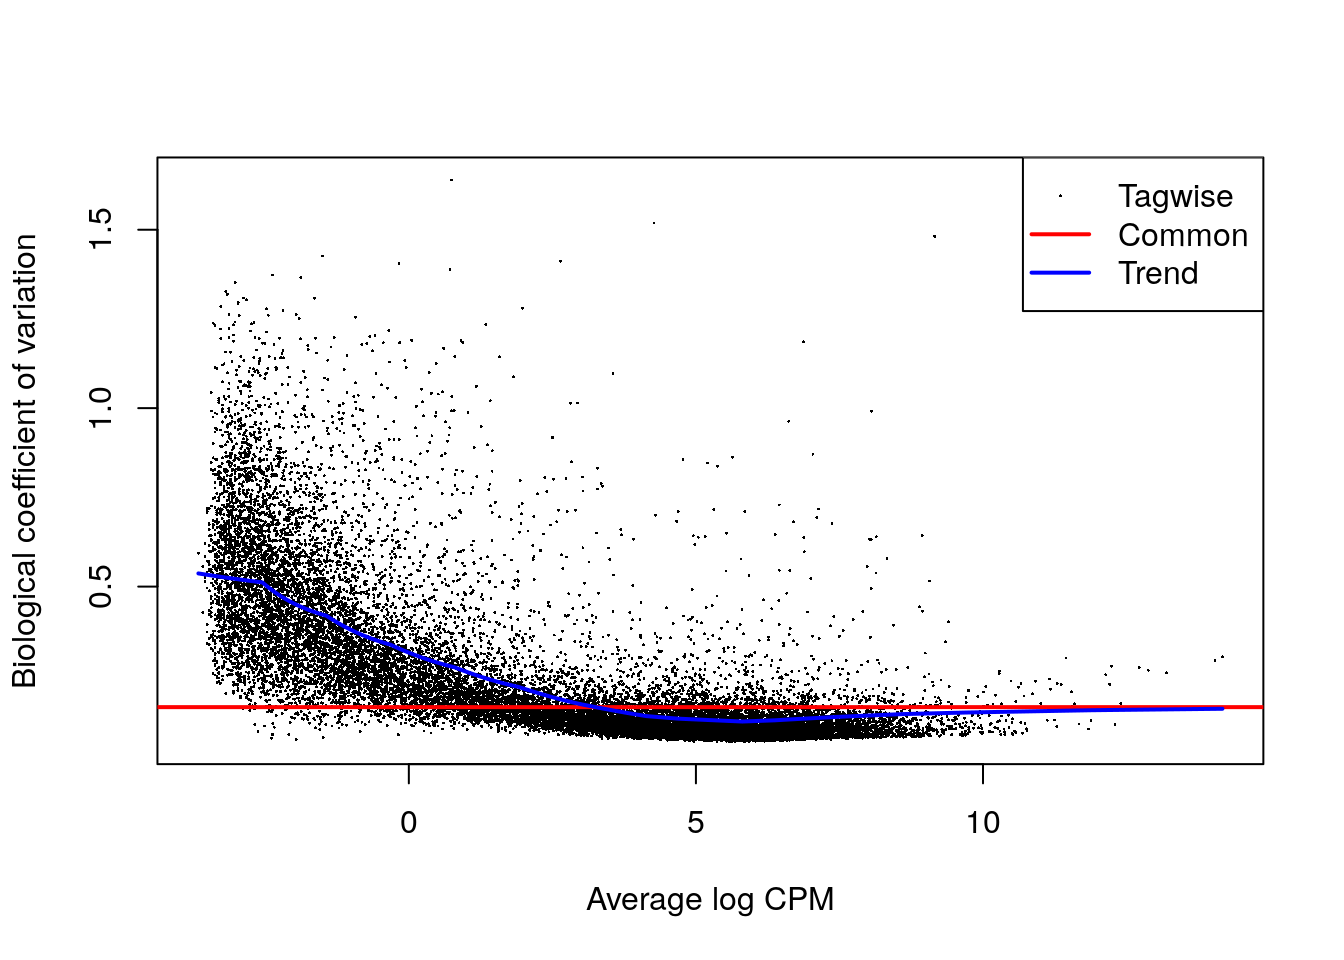 Tagwise
Common
Trend
Biological coefficient of variation
1.5
1.0
0.5
0
5
10
Average log CPM